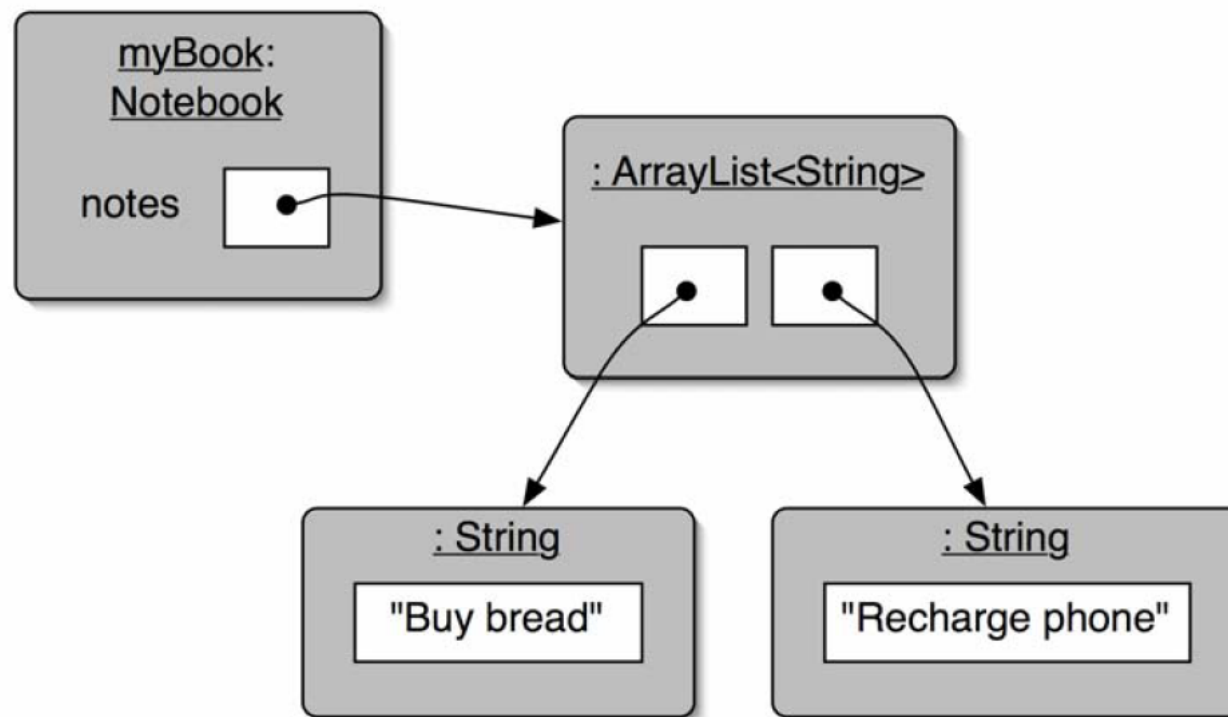 myBook:
Notebook
notes
: ArrayList<String>
: String
"Buy bread"
: String
"Recharge phone"